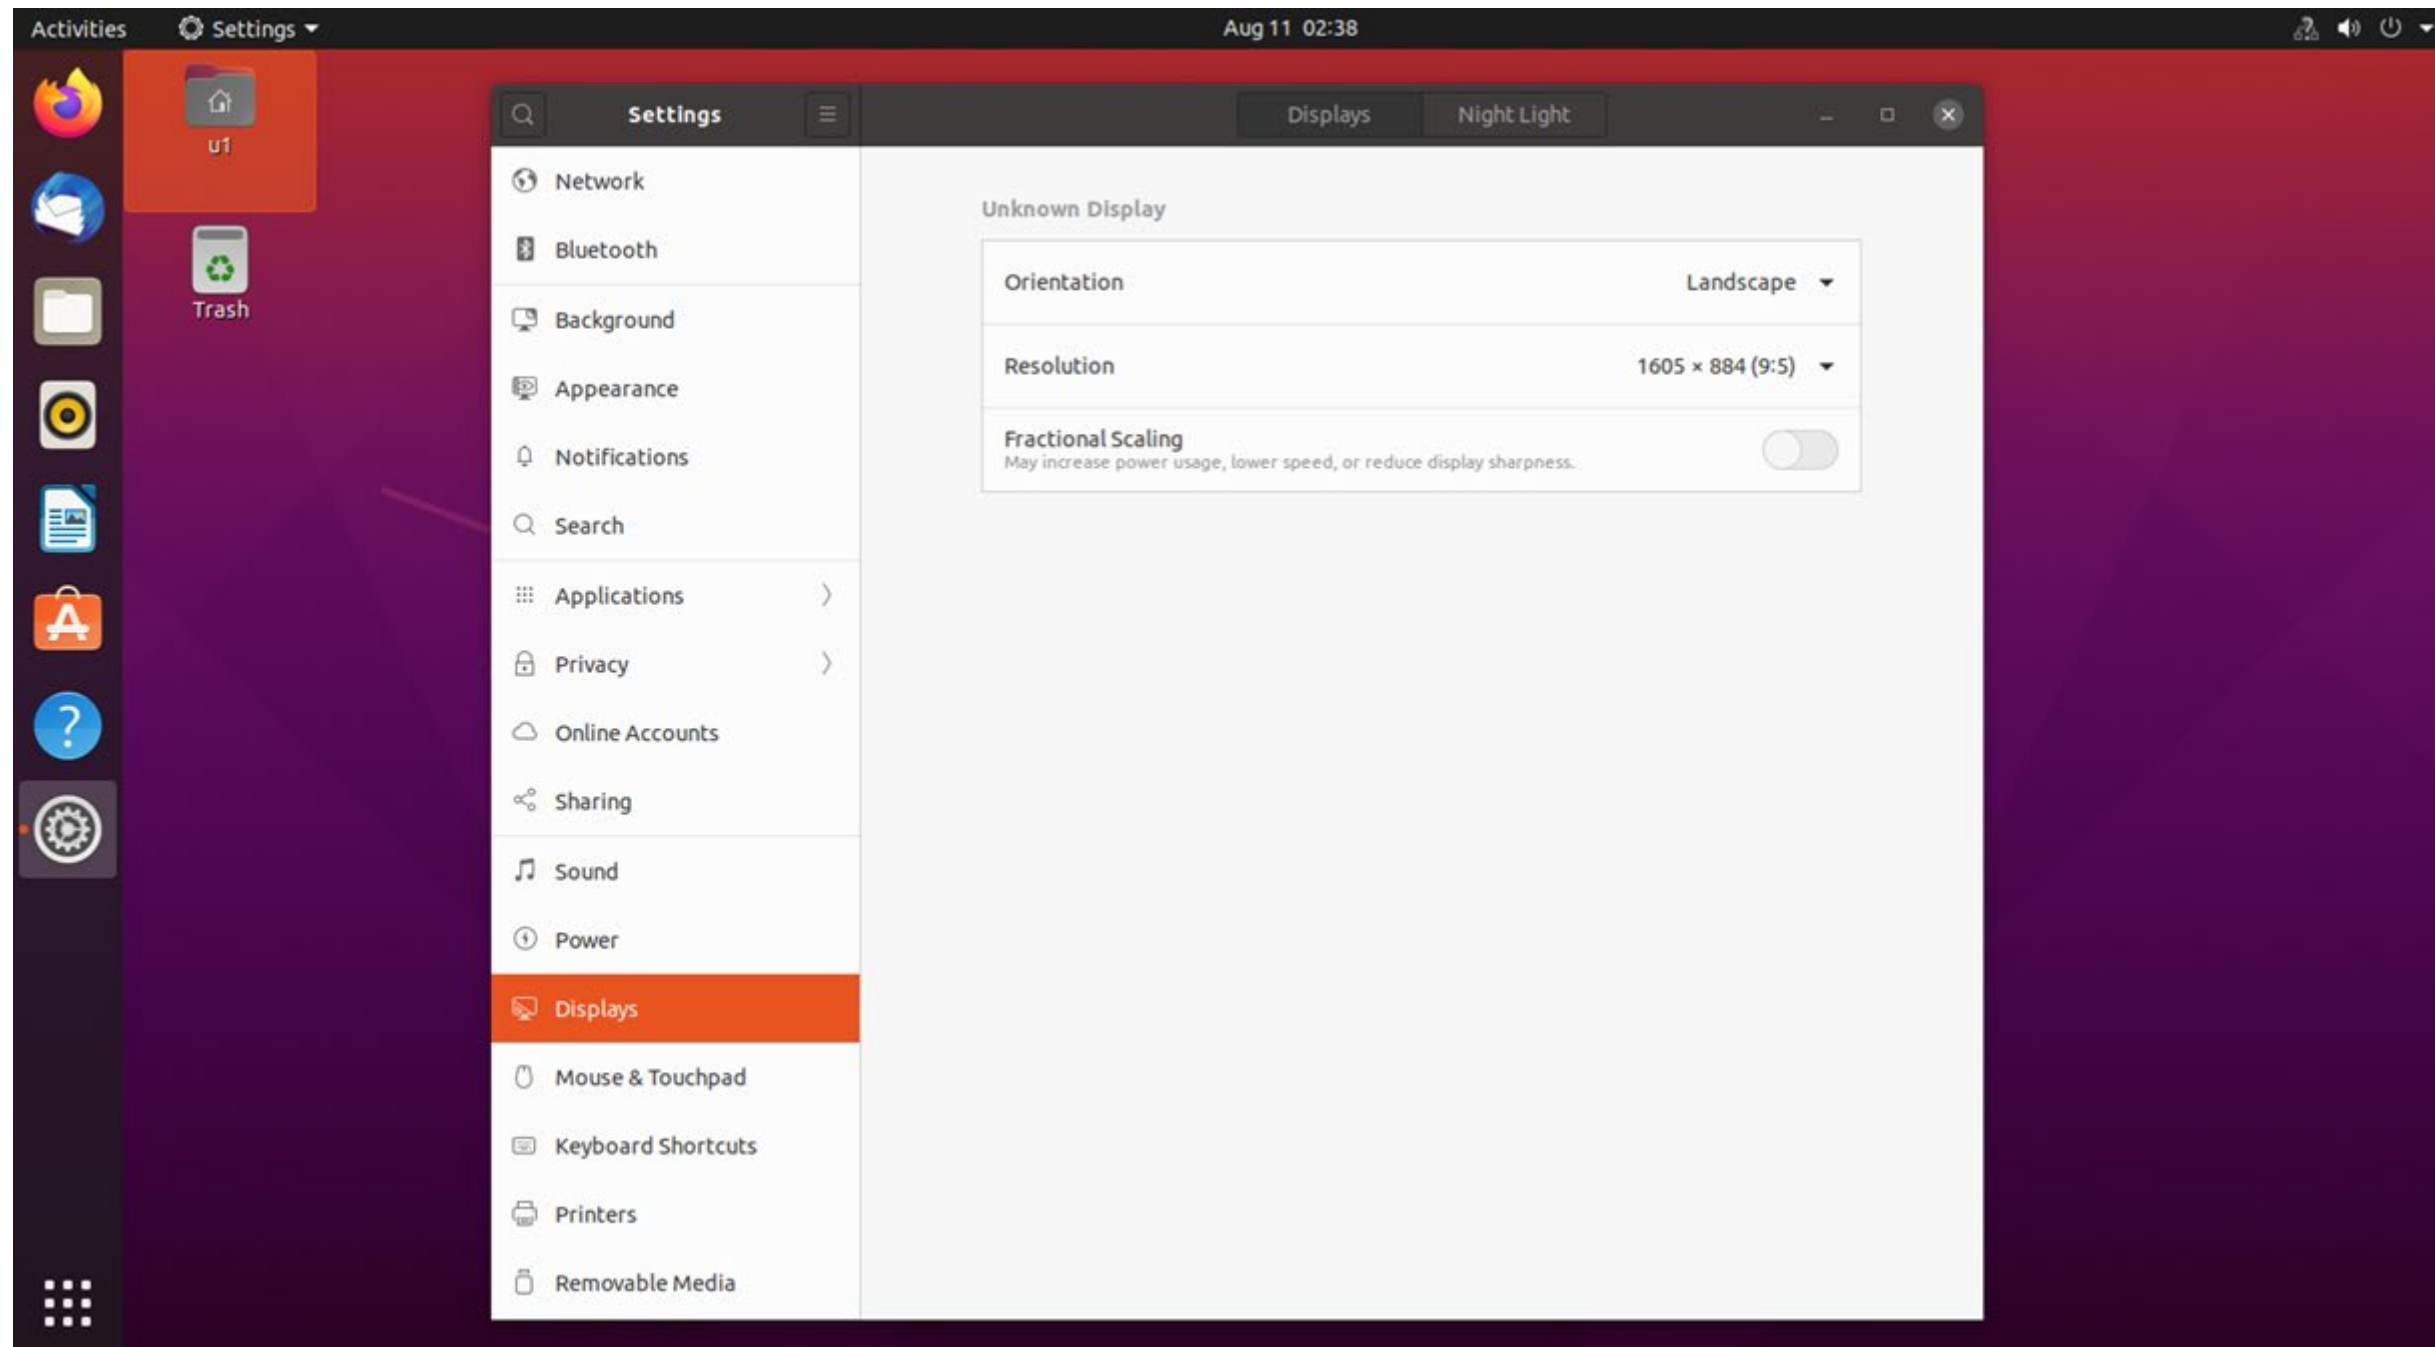 Activities
Settings
Aug 11 02:38
u1
Trash
Settings
Displays
Night Light
Network
Bluetooth
Background
Appearance
Notifications
Search
Applications
Privacy
Online Accounts
Sharing
Sound
Power
Displays
Mouse & Touchpad
Keyboard Shortcuts
Printers
Removable Media
Unknown Display
Orientation
Landscape
Resolution
1605 × 884 (9:5)
Fractional Scaling
May increase power usage, lower speed, or reduce display sharpness.